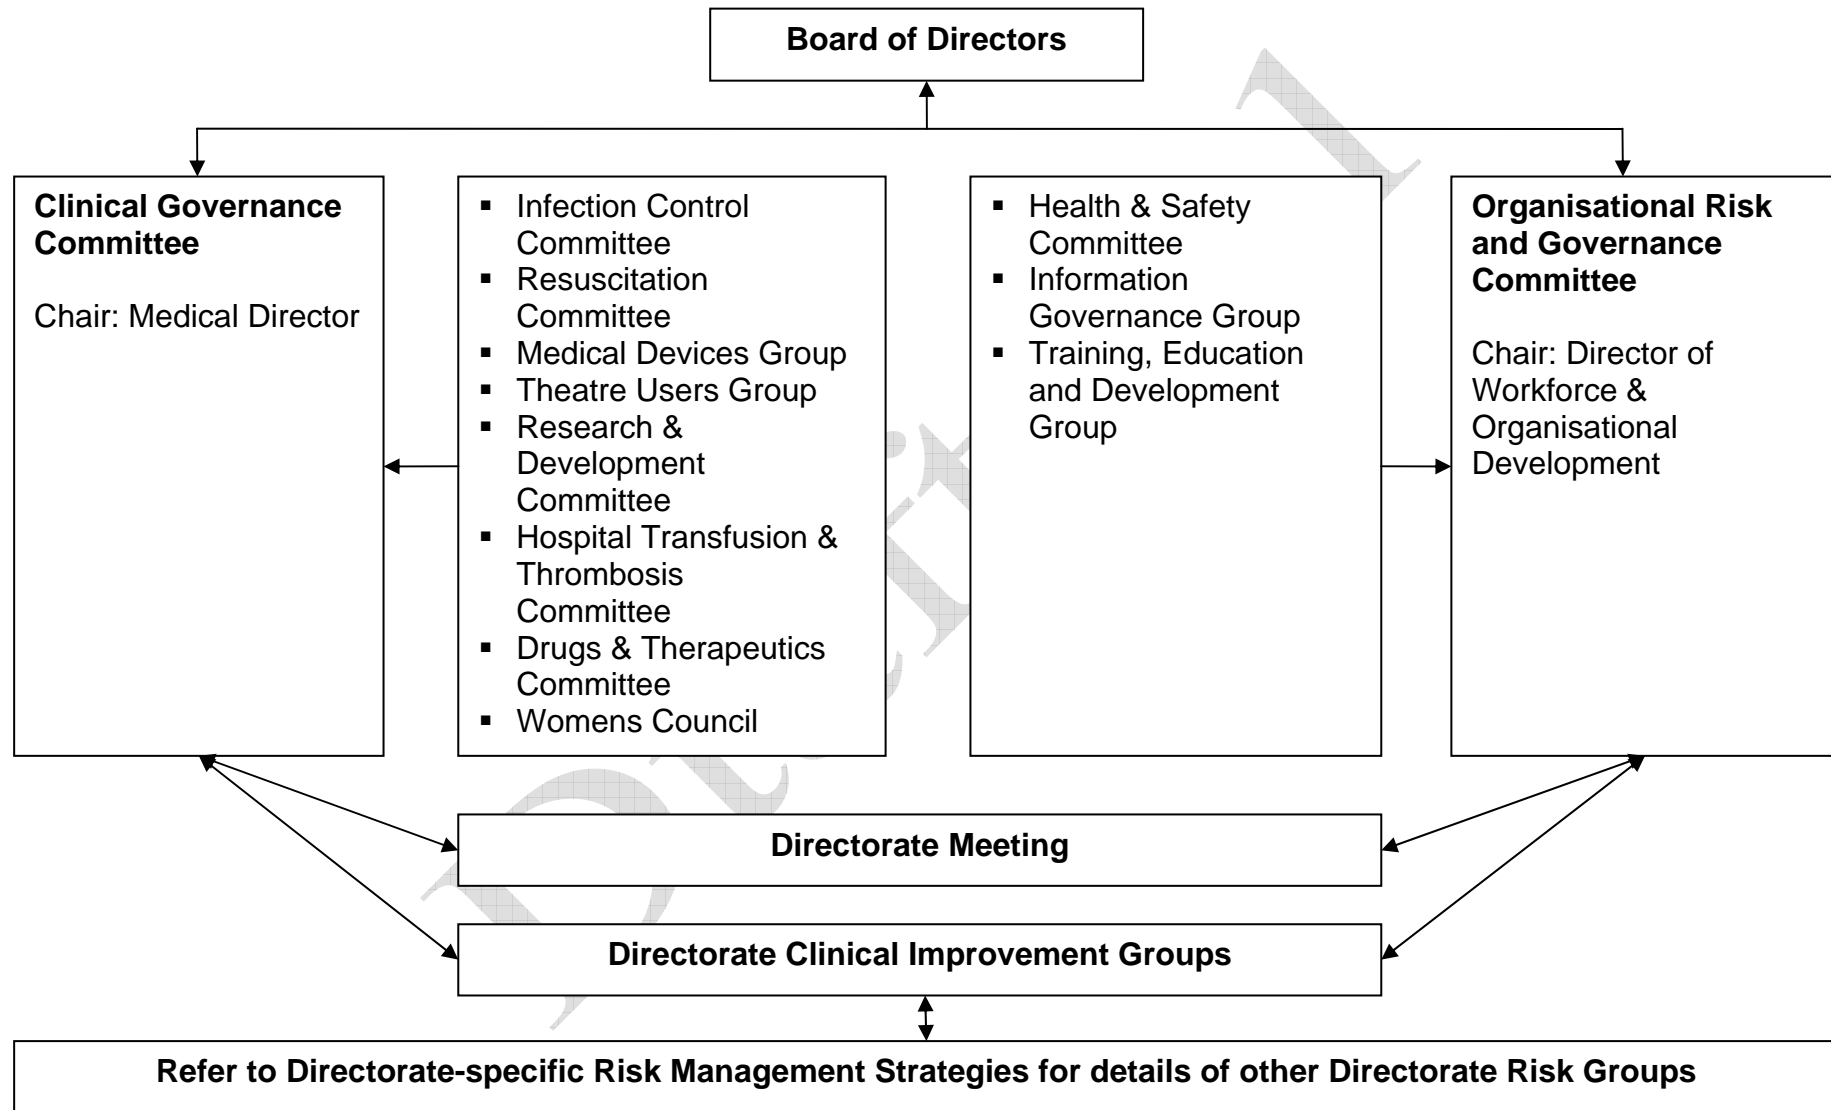 Board of Directors
Clinical Governance
Committee
Chair: Medical Director
▪ Infection Control
Committee
▪ Resuscitation
Committee
▪ Medical Devices Group
▪ Theatre Users Group
▪ Research &
Development
Committee
▪ Hospital Transfusion &
Thrombosis
Committee
▪ Drugs & Therapeutics
Committee
▪ Womens Council
▪ Health & Safety
Committee
▪ Information
Governance Group
▪ Training, Education
and Development
Group
Organisational Risk
and Governance
Committee
Chair: Director of
Workforce &
Organisational
Development
Directorate Meeting
Directorate Clinical Improvement Groups
Refer to Directorate-specific Risk Management Strategies for details of other Directorate Risk Groups